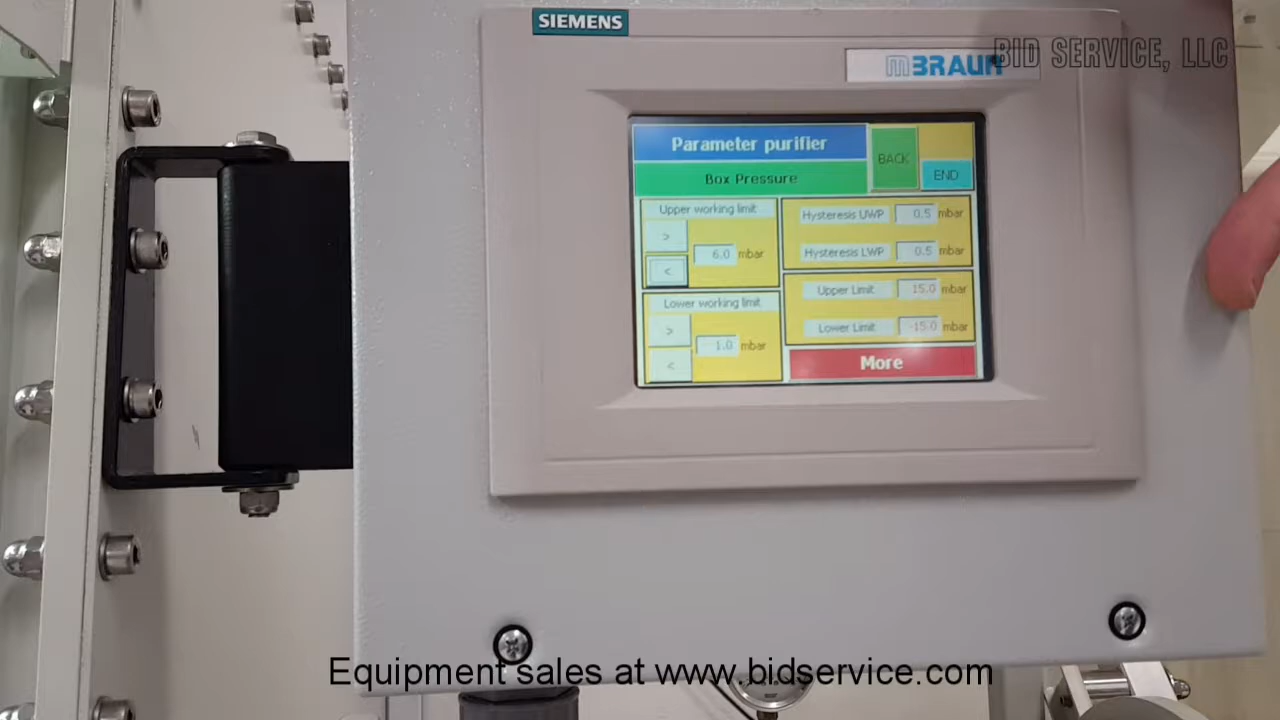 SIEMENS
mBRAUN
BID SERVICE, LLC
Parameter purifier
BACK
END
Box Pressure
Upper working limit
>
6.0 mbar
<
Hysteresis UWP 0.5 mbar
Hysteresis LWP 0.5 mbar
Lower working limit
>
1.0 mbar
<
Upper Limit 15.0 mbar
Lower Limit -15.0 mbar
More
Equipment sales at www.bidservice.com